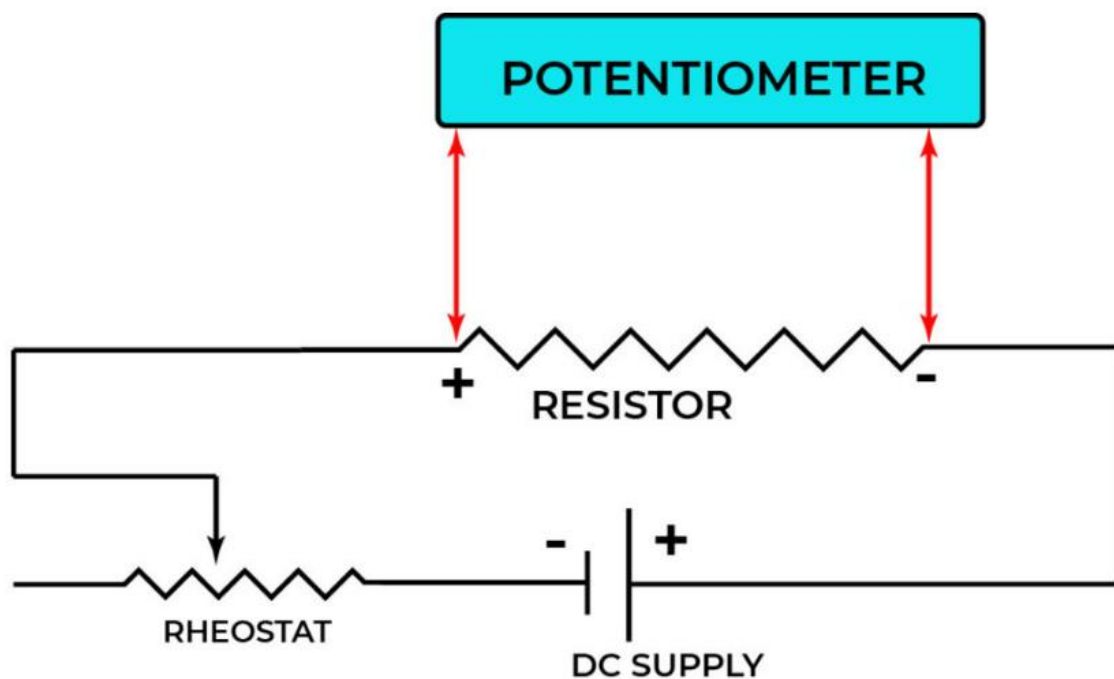 POTENTIOMETER
+ -
RESISTOR
- +
RHEOSTAT
DC SUPPLY